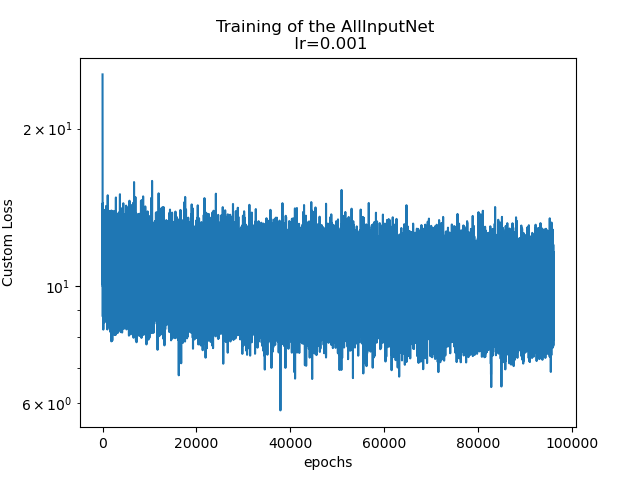 Training of the AllInputNet
lr=0.001
2 × 10¹
10¹
6 × 10⁰
Custom Loss
0
20000
40000
60000
80000
100000
epochs